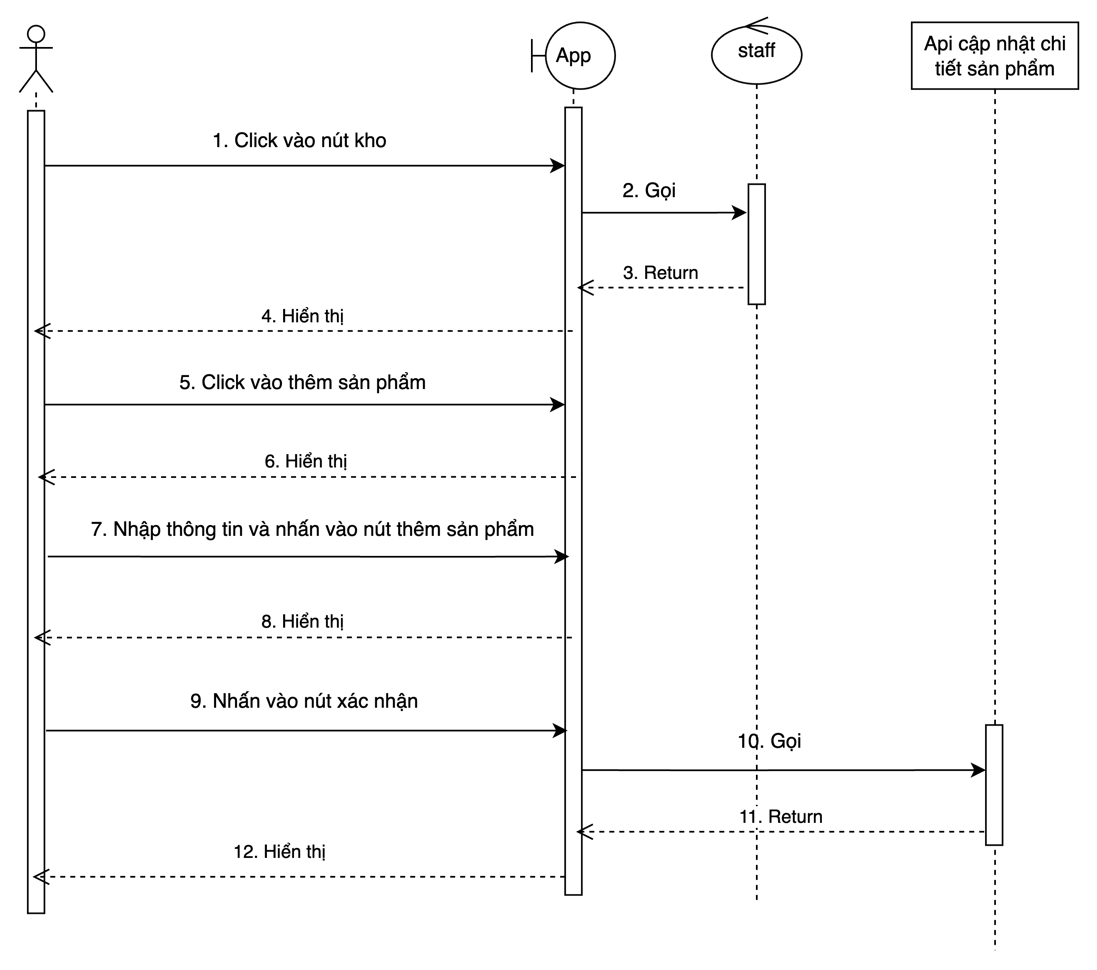 App
staff
Api cập nhật chi
tiết sản phẩm
1. Click vào nút kho
2. Gọi
3. Return
4. Hiển thị
5. Click vào thêm sản phẩm
6. Hiển thị
7. Nhập thông tin và nhấn vào nút thêm sản phẩm
8. Hiển thị
9. Nhấn vào nút xác nhận
10. Gọi
11. Return
12. Hiển thị